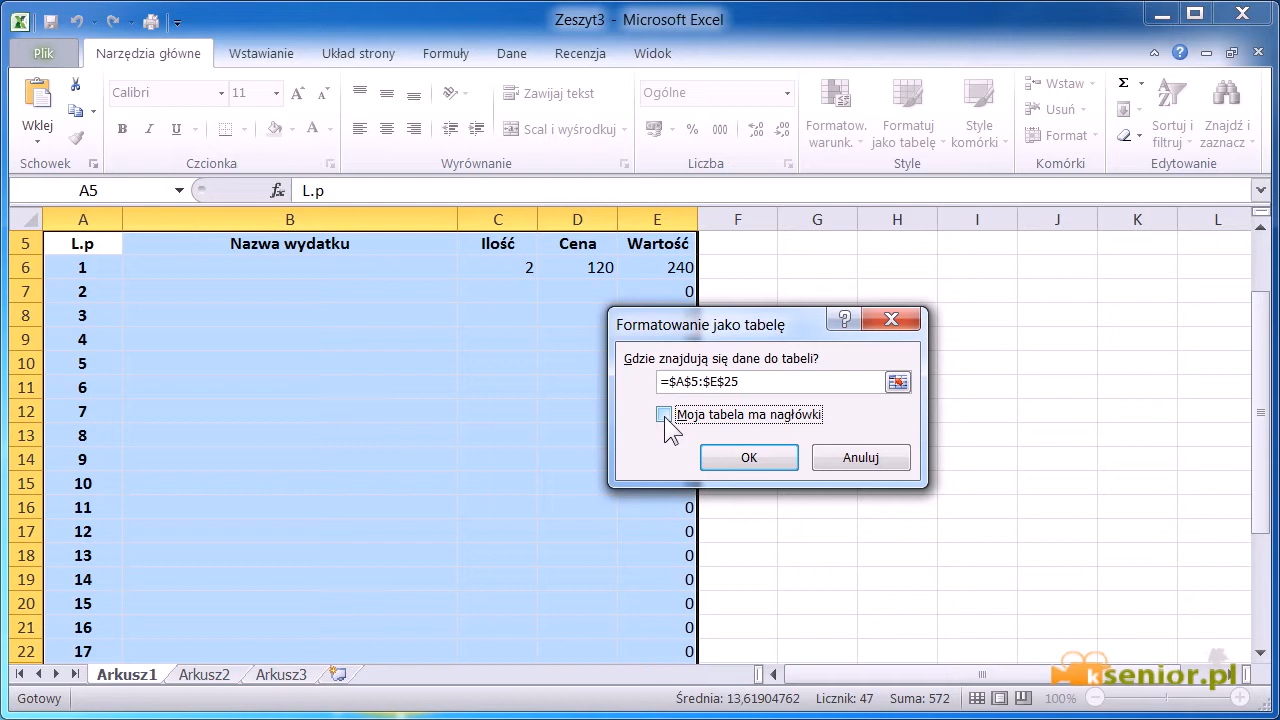 Zeszyt3 - Microsoft Excel
Plik Narzędzia główne Wstawianie Układ strony Formuły Dane Recenzja Widok
Wklej
Schowek
Calibri 11
B I U A
Czcionka
Zawijaj tekst
Scal i wyśrodkuj
Wyrównanie
Ogólne
% 000
Liczba
Formatow. warunk.
Formatuj jako tabelę
Style komórki
Style
Wstaw
Usuń
Format
Komórki
Σ
Sortuj i filtruj
Znajdź i zaznacz
Edytowanie
A5 fx L.p
A B C D E F G H I J K L
5 L.p Nazwa wydatku Ilość Cena Wartość
6 1 2 120 240
7 2 0
8 3
9 4
10 5
11 6
12 7
13 8
14 9
15 10
16 11 0
17 12 0
18 13 0
19 14 0
20 15 0
21 16 0
22 17 0
Formatowanie jako tabelę
Gdzie znajdują się dane do tabeli?
=$A$5:$E$25
Moja tabela ma nagłówki
OK Anuluj
Arkusz1 Arkusz2 Arkusz3
ksenior.pl
Gotowy Średnia: 13,61904762 Licznik: 47 Suma: 572 100%